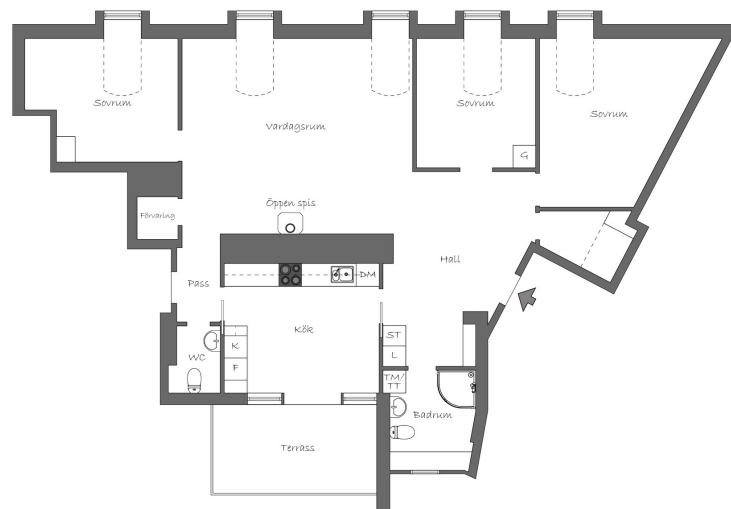 Sovrum
Vardagsrum
Sovrum
Sovrum
G
Öppen spis
Förvaring
Hall
Pass
DM
Kök
ST
L
K
F
WC
TM/
TT
Badrum
Terrass